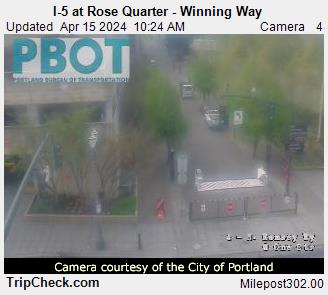 I-5 at Rose Quarter - Winning Way
Updated Apr 15 2024 10:24 AM Camera 4
PBOT
PORTLAND BUREAU OF TRANSPORTATION
Camera courtesy of the City of Portland
TripCheck.com Milepost302.00